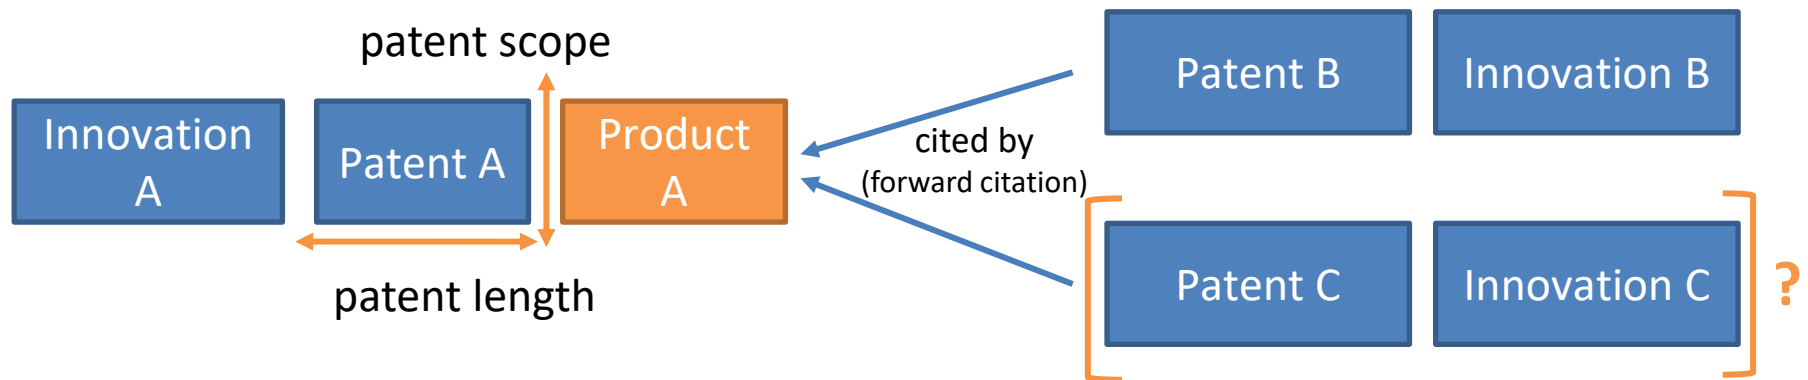 patent scope
Innovation
A
Patent A
Product
A
patent length
cited by
(forward citation)
Patent B
Innovation B
Patent C
Innovation C
?